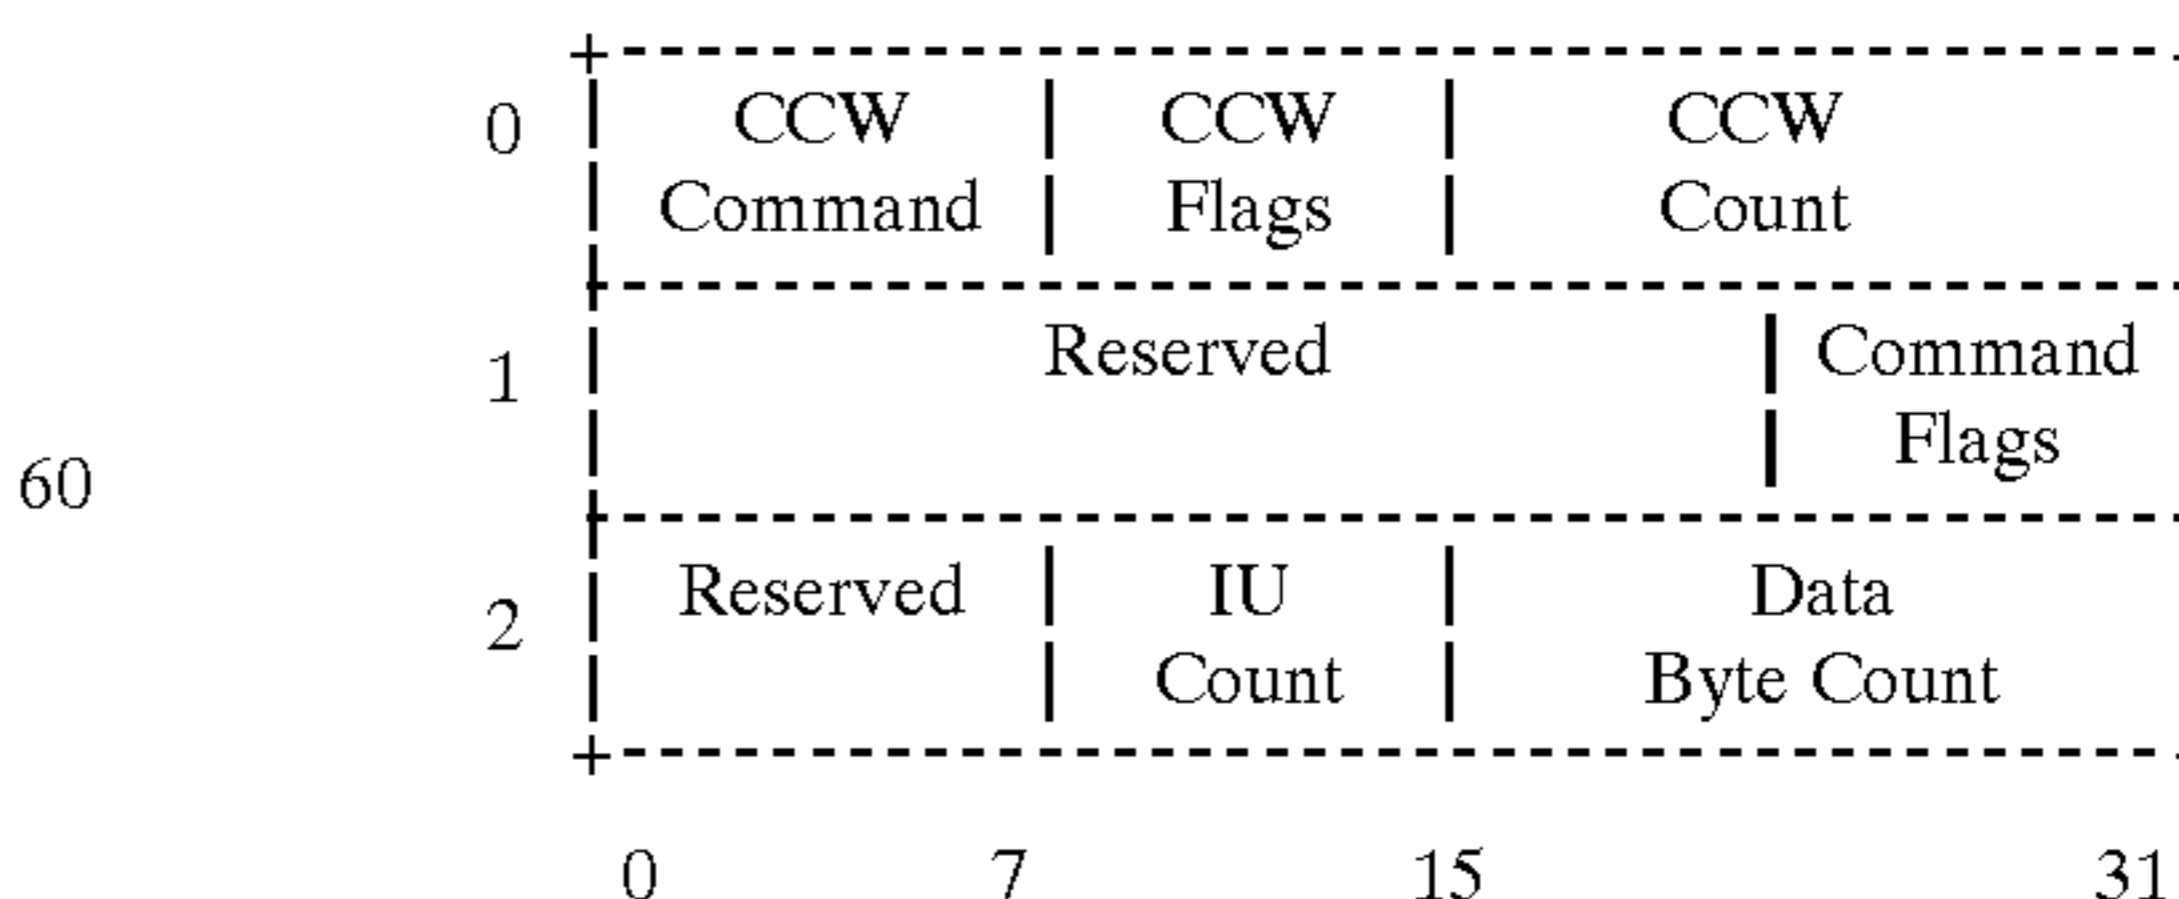 0 CCW CCW CCW
Command Flags Count
1 Reserved Command
Flags
60
2 Reserved IU Data
Count Byte Count
0 7 15 31